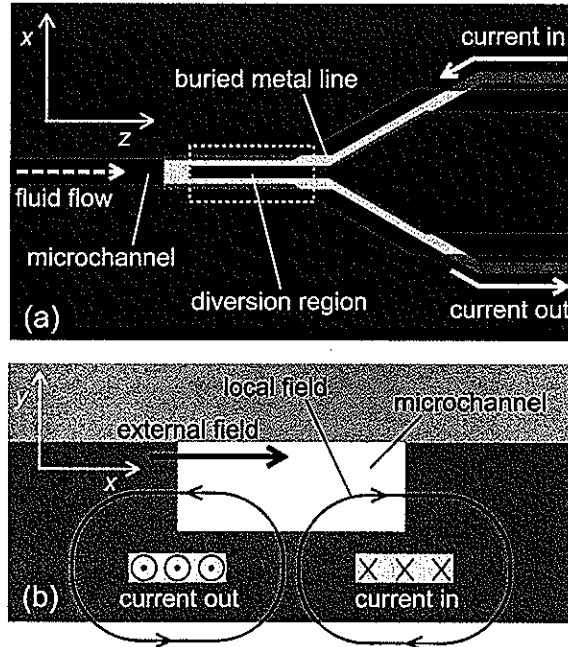 x
current in
buried metal line
z
fluid flow
microchannel
diversion region
(a)
current out
y
local field
microchannel
external field
x
(b)
current out
current in